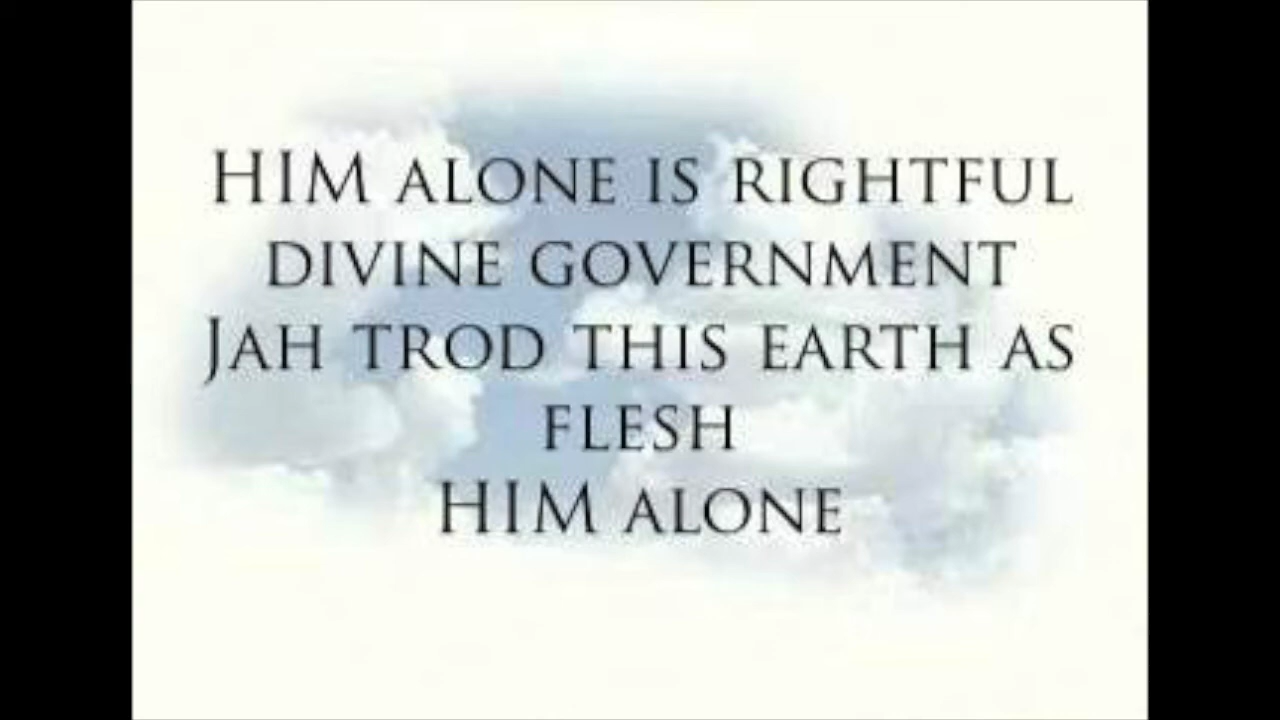 HIM ALONE IS RIGHTFUL
DIVINE GOVERNMENT
JAH TROD THIS EARTH AS
FLESH
HIM ALONE